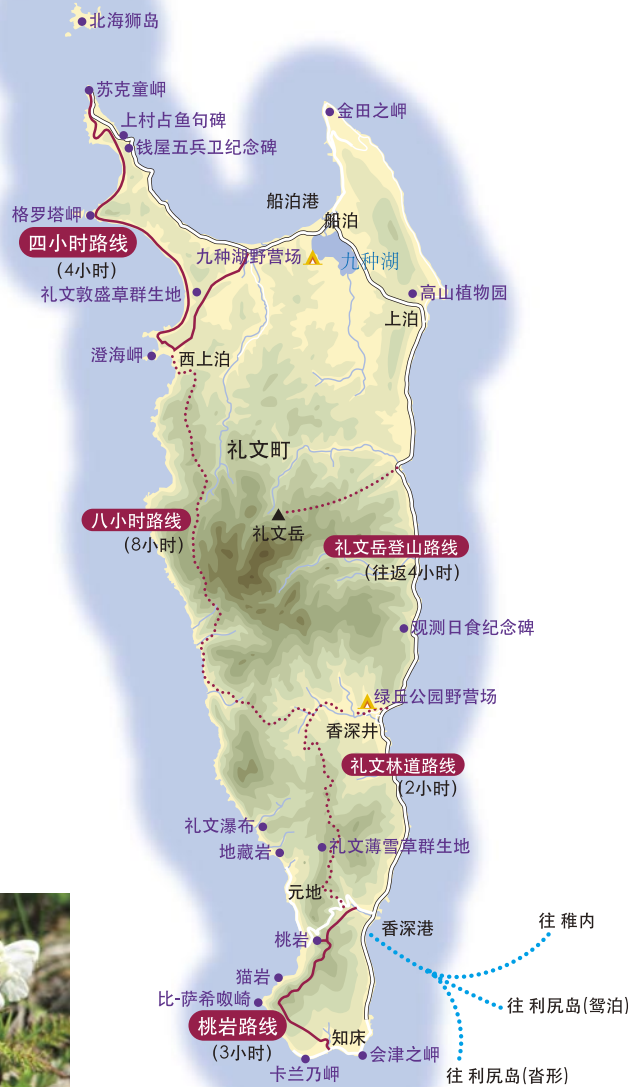 北海狮岛
苏克童岬
金田之岬
上村占鱼句碑
钱屋五兵卫纪念碑
船泊港
格罗塔岬
船泊
四小时路线
(4小时)
九种湖野营场
九种湖
礼文敦盛草群生地
高山植物园
上泊
澄海岬
西上泊
礼文町
八小时路线
(8小时)
礼文岳
礼文岳登山路线
(往返4小时)
观测日食纪念碑
绿丘公园野营场
香深井
礼文林道路线
(2小时)
礼文瀑布
地藏岩
礼文薄雪草群生地
元地
香深港
往 稚内
桃岩
猫岩
比-萨希呶崎
往 利尻岛(鸳泊)
桃岩路线
(3小时)
知床
会津之岬
卡兰乃岬
往 利尻岛(沓形)